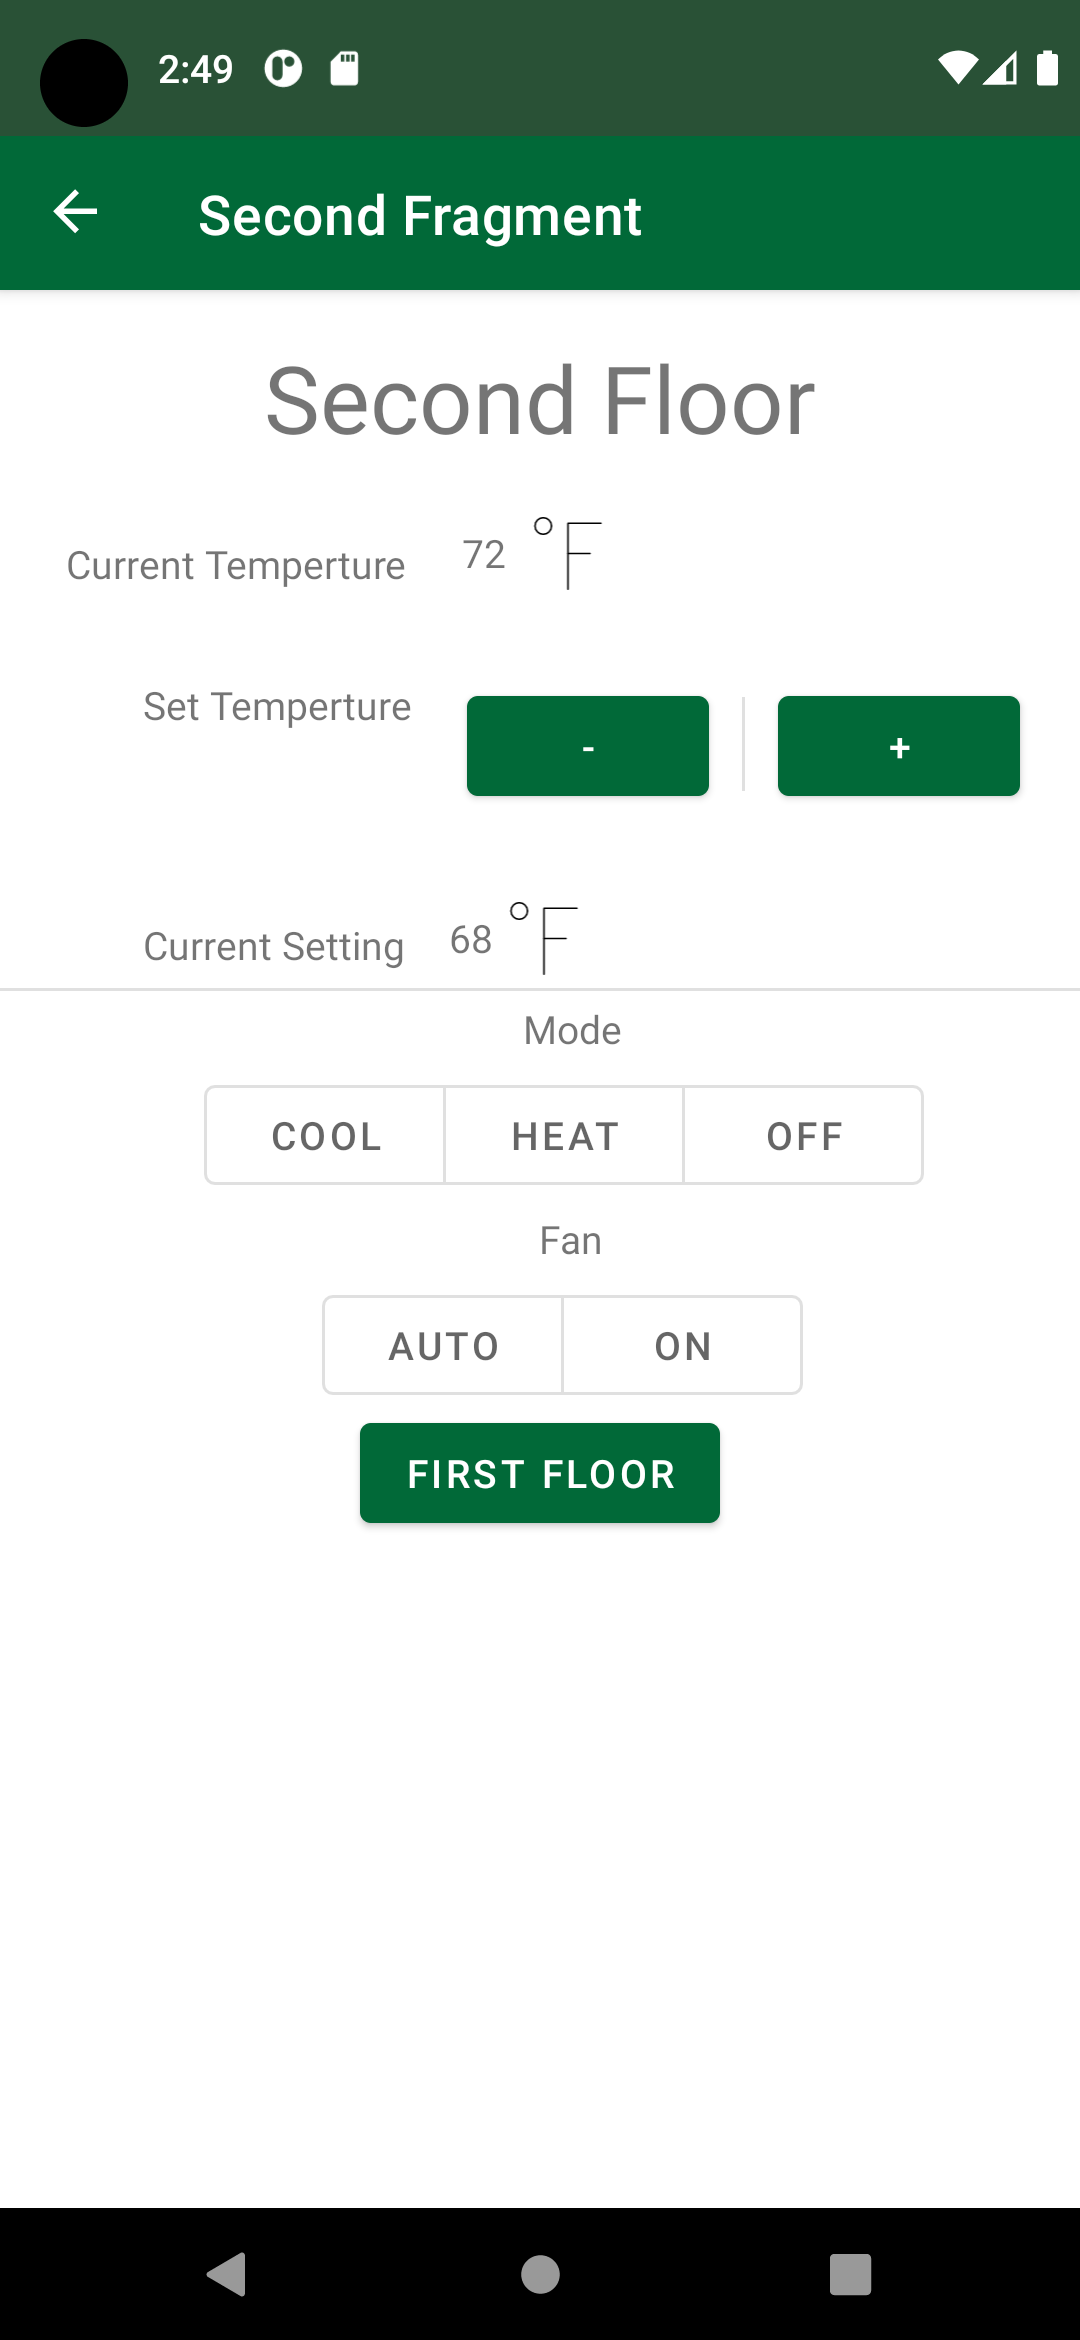 2:49
Second Fragment
Second Floor
Current Temperture 72 °F
Set Temperture - +
Current Setting 68 °F
Mode
COOL HEAT OFF
Fan
AUTO ON
FIRST FLOOR